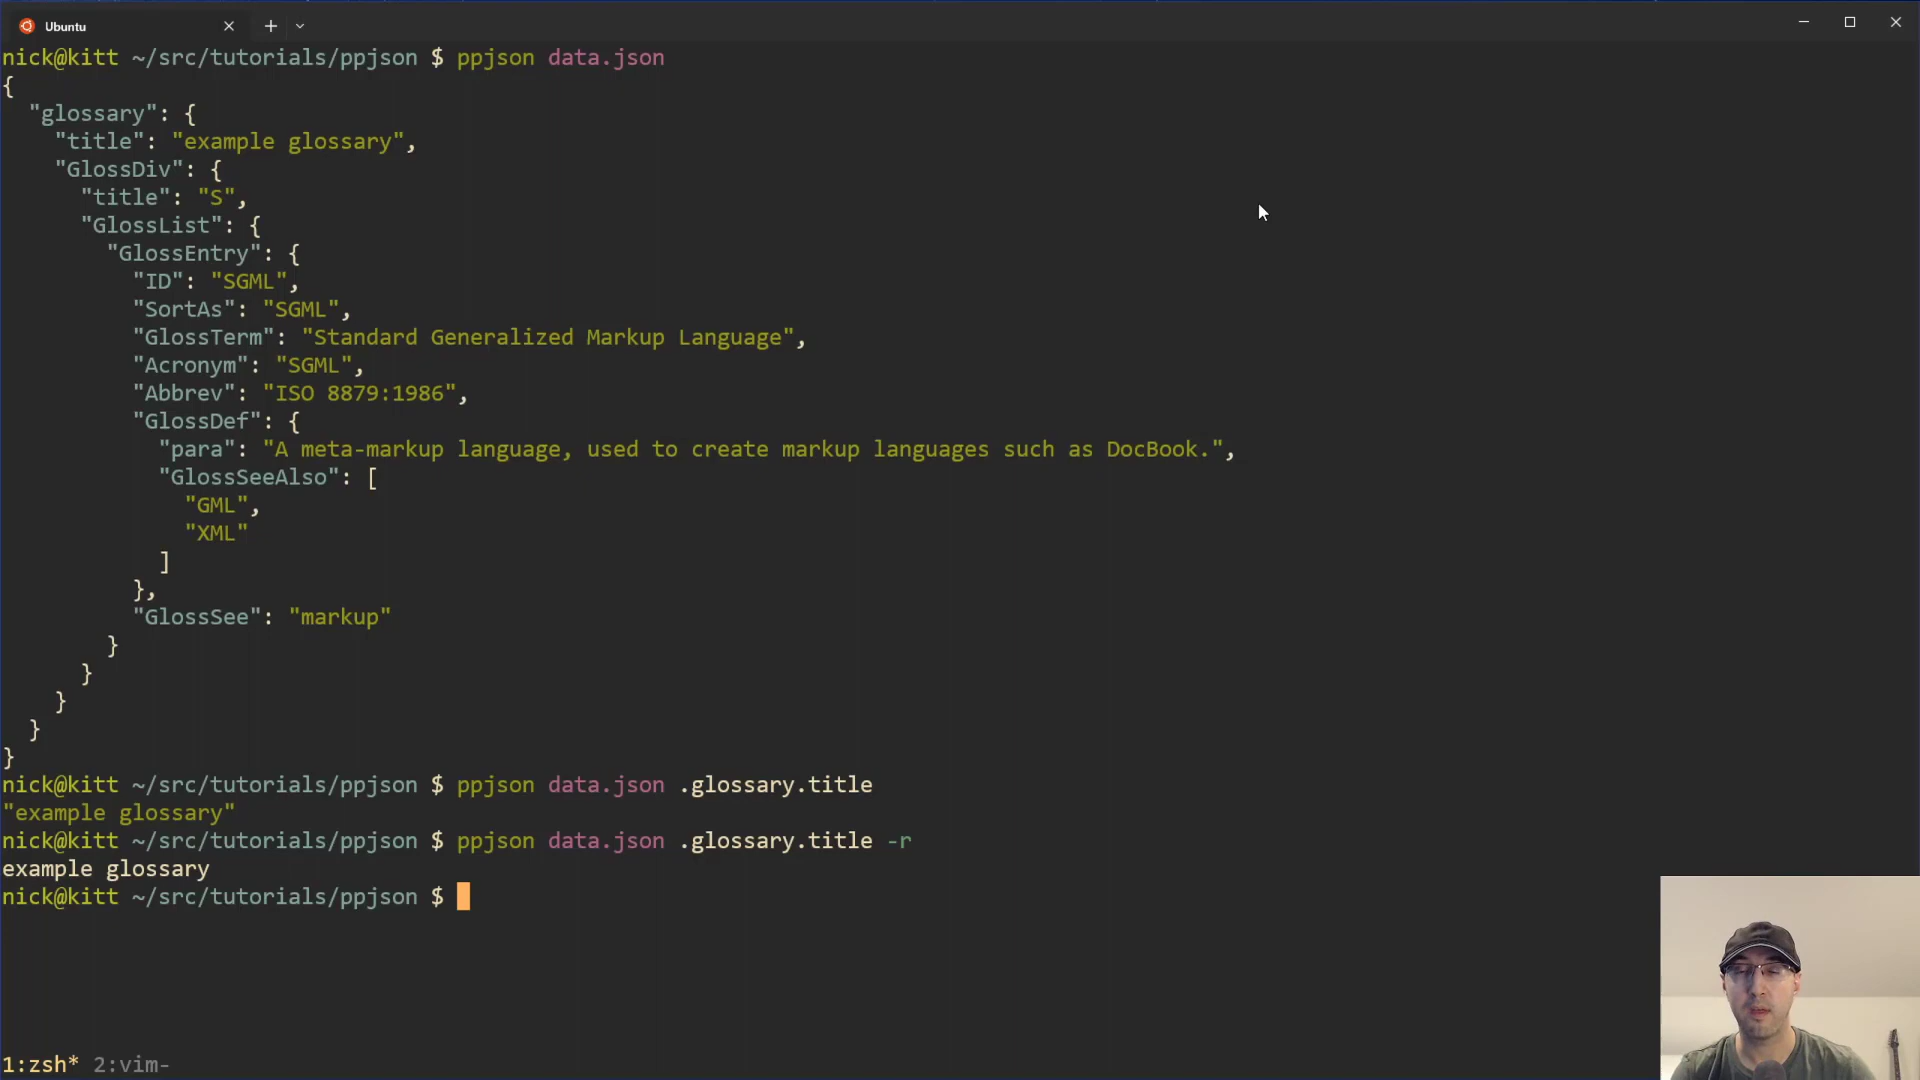 Ubuntu
nick@kitt ~/src/tutorials/ppjson $ ppjson data.json
{
  "glossary": {
    "title": "example glossary",
    "GlossDiv": {
      "title": "S",
      "GlossList": {
        "GlossEntry": {
          "ID": "SGML",
          "SortAs": "SGML",
          "GlossTerm": "Standard Generalized Markup Language",
          "Acronym": "SGML",
          "Abbrev": "ISO 8879:1986",
          "GlossDef": {
            "para": "A meta-markup language, used to create markup languages such as DocBook.",
            "GlossSeeAlso": [
              "GML",
              "XML"
            ]
          },
          "GlossSee": "markup"
        }
      }
    }
  }
}
nick@kitt ~/src/tutorials/ppjson $ ppjson data.json .glossary.title
"example glossary"
nick@kitt ~/src/tutorials/ppjson $ ppjson data.json .glossary.title -r
example glossary
nick@kitt ~/src/tutorials/ppjson $
1:zsh* 2:vim-